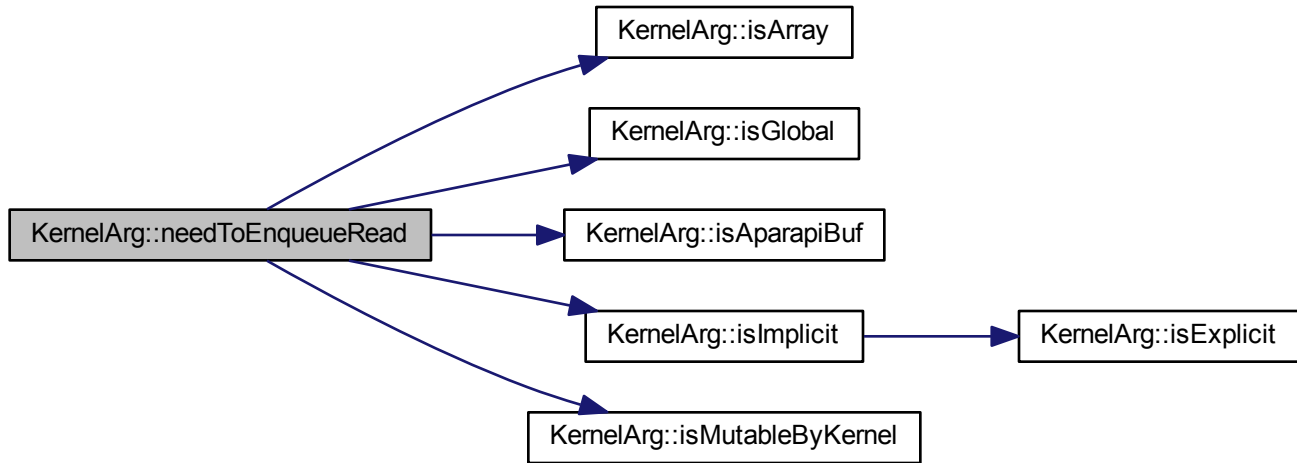 KernelArg::isArray
KernelArg::isGlobal
KernelArg::needToEnqueueRead
KernelArg::isAparapiBuf
KernelArg::isImplicit
KernelArg::isExplicit
KernelArg::isMutableByKernel